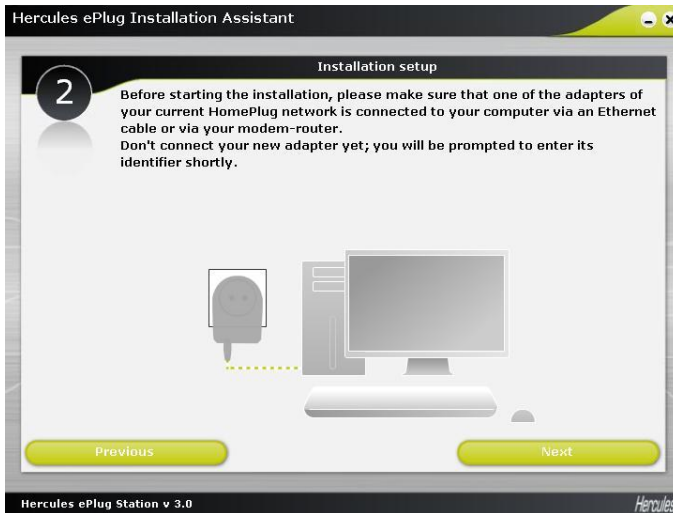 Hercules ePlug Installation Assistant
Installation setup
2
Before starting the installation, please make sure that one of the adapters of
your current HomePlug network is connected to your computer via an Ethernet
cable or via your modem-router.
Don't connect your new adapter yet; you will be prompted to enter its
identifier shortly.
Previous
Next
Hercules ePlug Station v 3.0
Hercules